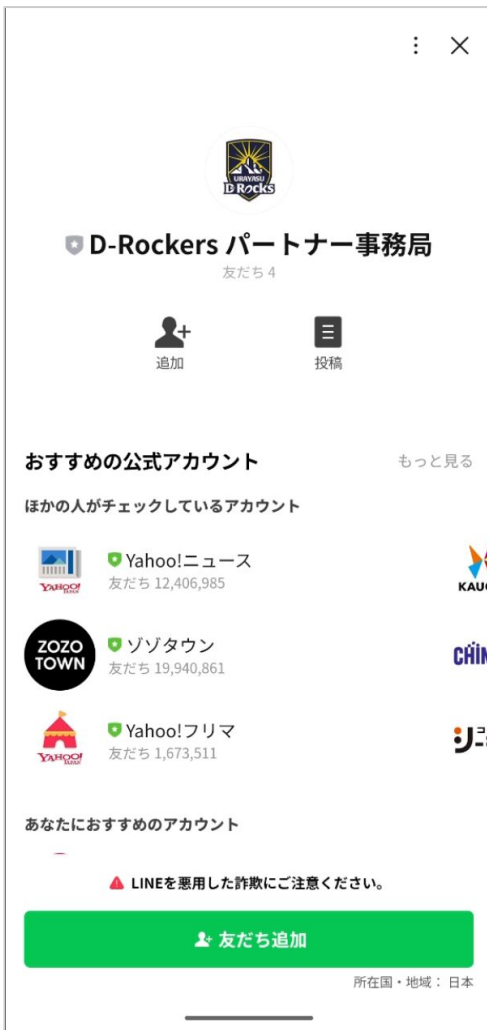 URAYASU
D Rocks
D-Rockers パートナー事務局
友だち 4
追加
投稿
おすすめの公式アカウント
もっと見る
ほかの人がチェックしているアカウント
YAHOO!
JAPAN
Yahoo!ニュース
友だち 12,406,985
KAUC
ZOZO
TOWN
ゾゾタウン
友だち 19,940,861
CHIN
YAHOO!
JAPAN
Yahoo!フリマ
友だち 1,673,511
あなたにおすすめのアカウント
LINEを悪用した詐欺にご注意ください。
友だち追加
所在国・地域： 日本